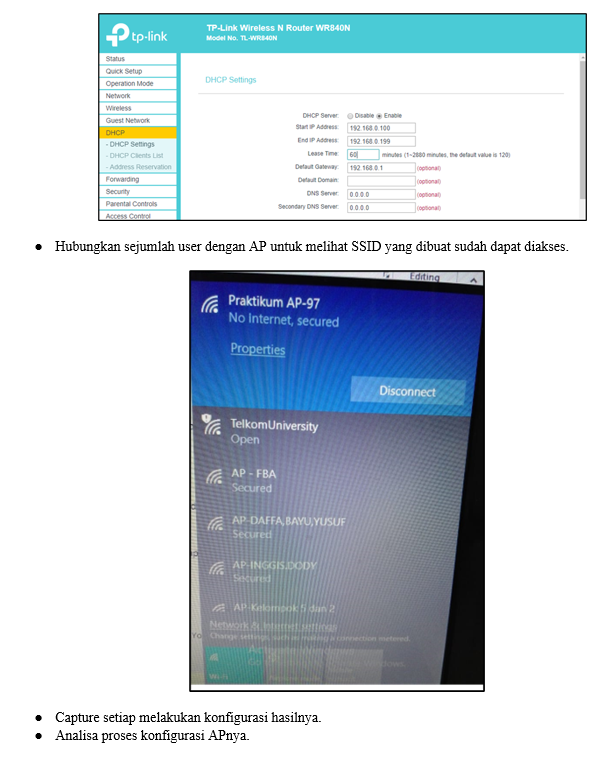 tp-link
TP-Link Wireless N Router WR840N
Model No. TL-WR840N
Status
Quick Setup
Operation Mode
Network
Wireless
Guest Network
DHCP
- DHCP Settings
- DHCP Clients List
- Address Reservation
Forwarding
Security
Parental Controls
Access Control
DHCP Settings
DHCP Server: Disable Enable
Start IP Address: 192.168.0.100
End IP Address: 192.168.0.199
Lease Time: 60 minutes (1~2880 minutes, the default value is 120)
Default Gateway: 192.168.0.1 (optional)
Default Domain: (optional)
DNS Server: 0.0.0.0 (optional)
Secondary DNS Server: 0.0.0.0 (optional)
● Hubungkan sejumlah user dengan AP untuk melihat SSID yang dibuat sudah dapat diakses.
Editing
Praktikum AP-97
No Internet, secured
Properties
Disconnect
TelkomUniversity
Open
AP - FBA
Secured
AP-DAFFA,BAYU,YUSUF
Secured
AP-INGGIS,DODY
Secured
AP-Kelompok 5 dan 2
Network & Internet settings
Change settings, such as making a connection metered.
Wi-Fi
● Capture setiap melakukan konfigurasi hasilnya.
● Analisa proses konfigurasi APnya.